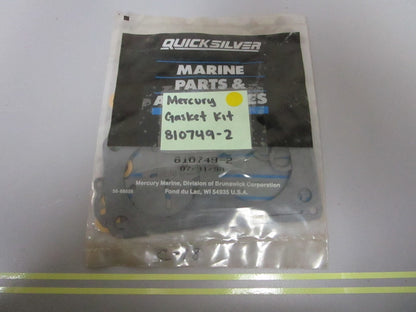 QUICKSILVER
MARINE
PARTS &
Mercury
Gasket Kit
810749-2
810749-2
Mercury Marine, Division of Brunswick Corporation
Fond du Lac, WI 54935 U.S.A.